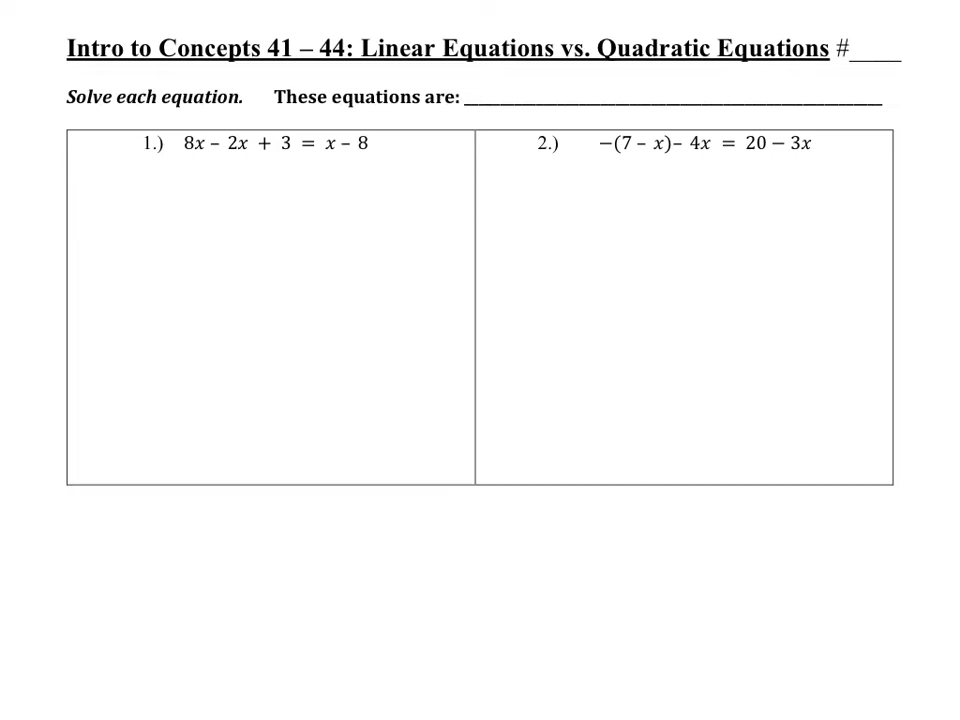 Intro to Concepts 41 – 44: Linear Equations vs. Quadratic Equations #____
Solve each equation. These equations are: ___________________________________________
1.) 8x – 2x + 3 = x – 8
2.) −(7 – x)– 4x = 20 − 3x